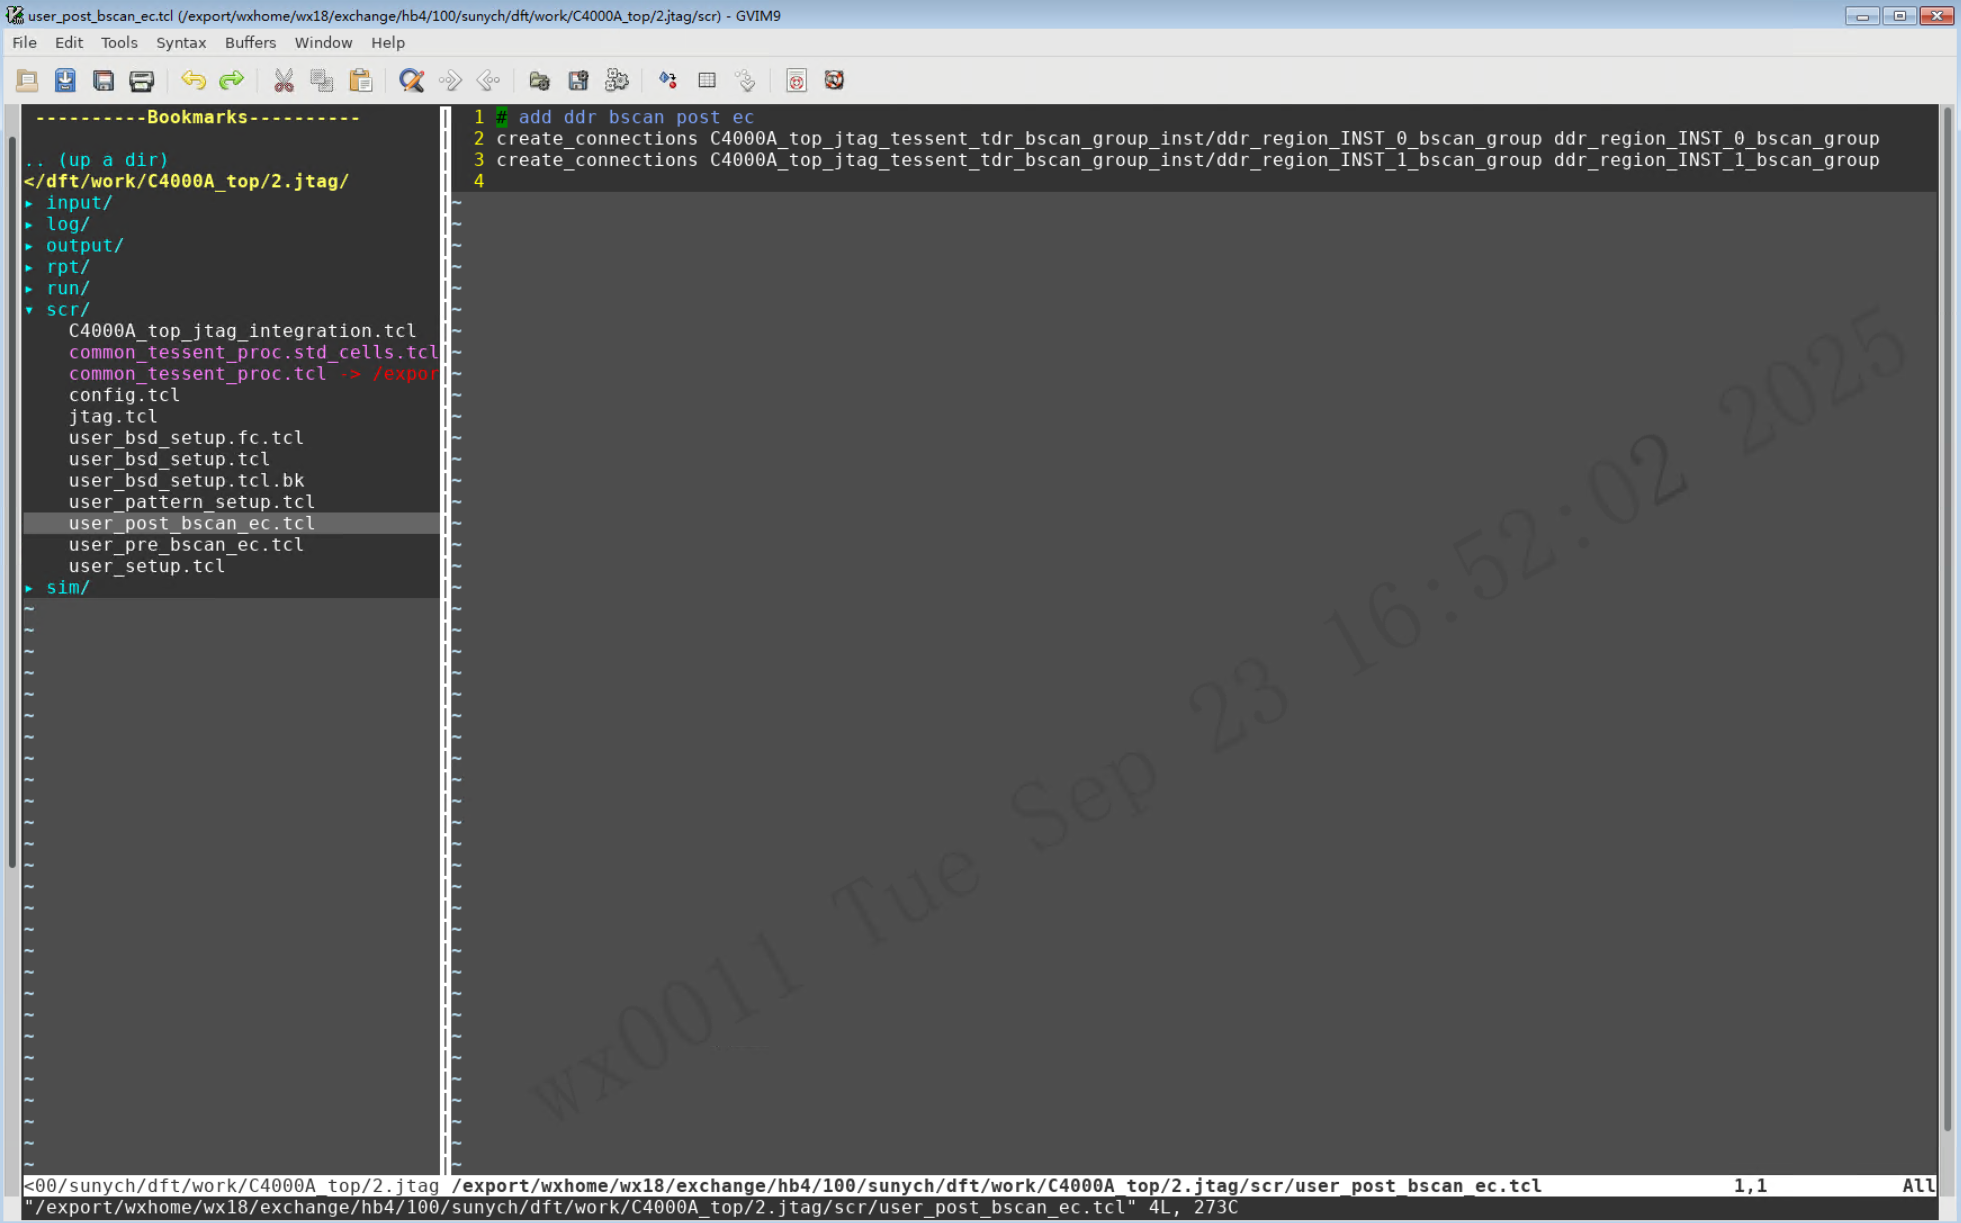 user_post_bscan_ec.tcl (/export/wxhome/wx18/exchange/hb4/100/sunych/dft/work/C4000A_top/2.jtag/scr) - GVIM9
File Edit Tools Syntax Buffers Window Help
----------Bookmarks----------
.. (up a dir)
</dft/work/C4000A_top/2.jtag/
▸ input/
▸ log/
▸ output/
▸ rpt/
▸ run/
▾ scr/
C4000A_top_jtag_integration.tcl
common_tessent_proc.std_cells.tcl
common_tessent_proc.tcl -> /expor
config.tcl
jtag.tcl
user_bsd_setup.fc.tcl
user_bsd_setup.tcl
user_bsd_setup.tcl.bk
user_pattern_setup.tcl
user_post_bscan_ec.tcl
user_pre_bscan_ec.tcl
user_setup.tcl
▸ sim/
1 # add ddr bscan post ec
2 create_connections C4000A_top_jtag_tessent_tdr_bscan_group_inst/ddr_region_INST_0_bscan_group ddr_region_INST_0_bscan_group
3 create_connections C4000A_top_jtag_tessent_tdr_bscan_group_inst/ddr_region_INST_1_bscan_group ddr_region_INST_1_bscan_group
4
wx0011 Tue Sep 23 16:52:02 2025
<00/sunych/dft/work/C4000A_top/2.jtag /export/wxhome/wx18/exchange/hb4/100/sunych/dft/work/C4000A_top/2.jtag/scr/user_post_bscan_ec.tcl 1,1 All
"/export/wxhome/wx18/exchange/hb4/100/sunych/dft/work/C4000A_top/2.jtag/scr/user_post_bscan_ec.tcl" 4L, 273C